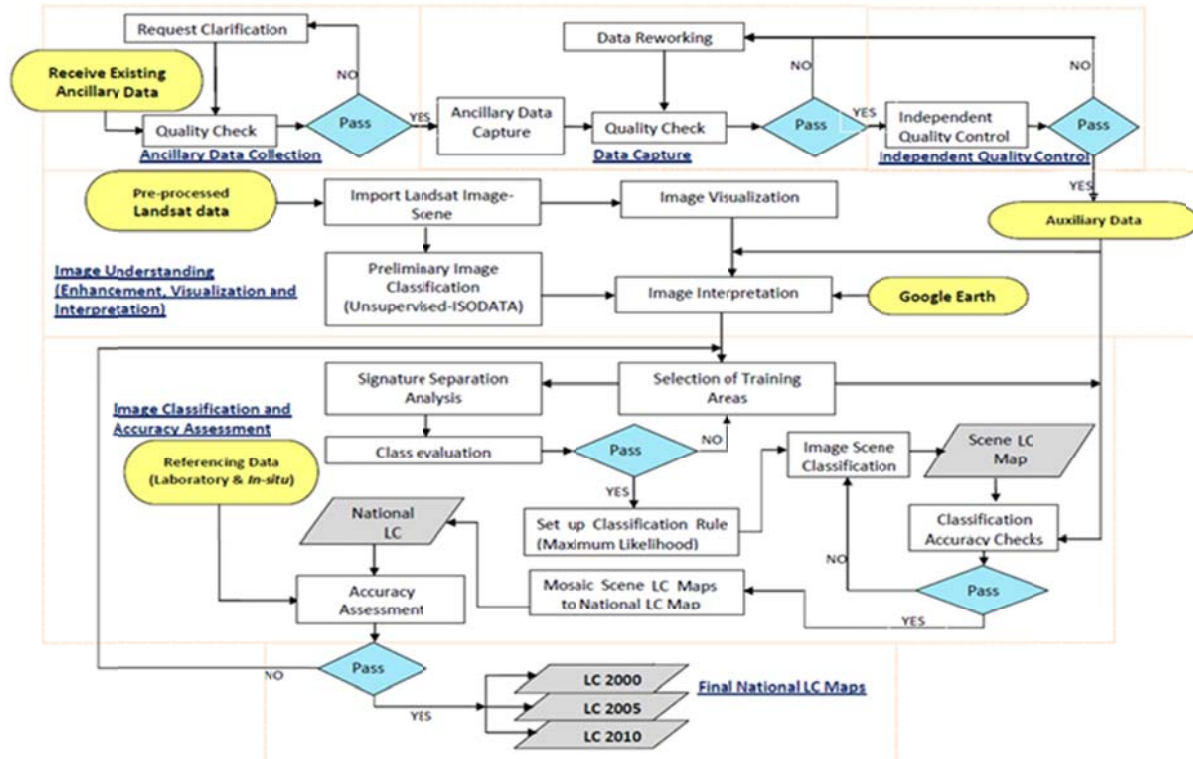 Request Clarification
NO
Receive Existing
Ancillary Data
Quality Check
Pass
YES
Ancillary Data Collection
Ancillary Data
Capture
Data Reworking
NO
Quality Check
Pass
YES
Data Capture
Independent
Quality Control
NO
Pass
Independent Quality Control
YES
Pre-processed
Landsat data
Import Landsat Image-
Scene
Image Visualization
Auxiliary Data
Image Understanding
(Enhancement, Visualization and
Interpretation)
Preliminary Image
Classification
(Unsupervised-ISODATA)
Image Interpretation
Google Earth
Signature Separation
Analysis
Selection of Training
Areas
Image Classification and
Accuracy Assessment
Class evaluation
Pass
NO
YES
Image Scene
Classification
Scene LC
Map
Referencing Data
(Laboratory & In-situ)
National
LC
Set up Classification Rule
(Maximum Likelihood)
Classification
Accuracy Checks
NO
Pass
YES
Accuracy
Assessment
Mosaic Scene LC Maps
to National LC Map
Pass
NO
YES
LC 2000
LC 2005
LC 2010
Final National LC Maps